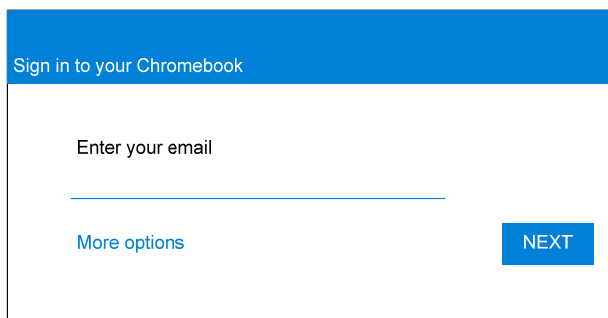 Sign in to your Chromebook
Enter your email
More options
NEXT